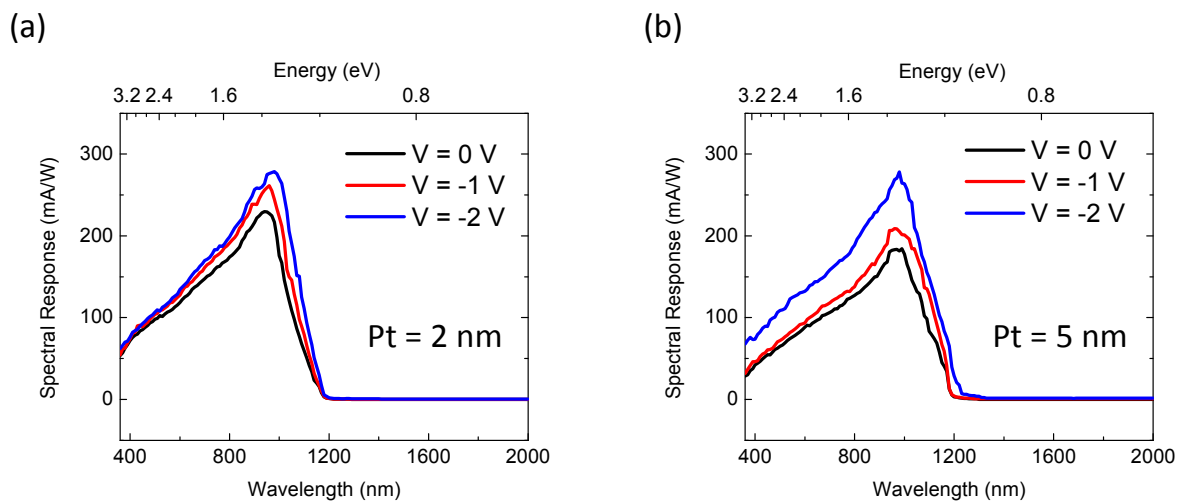 (a)
Energy (eV)
3.2 2.4 1.6 0.8
300
200
100
0
Spectral Response (mA/W)
V = 0 V
V = -1 V
V = -2 V
Pt = 2 nm
400 800 1200 1600 2000
Wavelength (nm)
(b)
Energy (eV)
3.2 2.4 1.6 0.8
300
200
100
0
Spectral Response (mA/W)
V = 0 V
V = -1 V
V = -2 V
Pt = 5 nm
400 800 1200 1600 2000
Wavelength (nm)